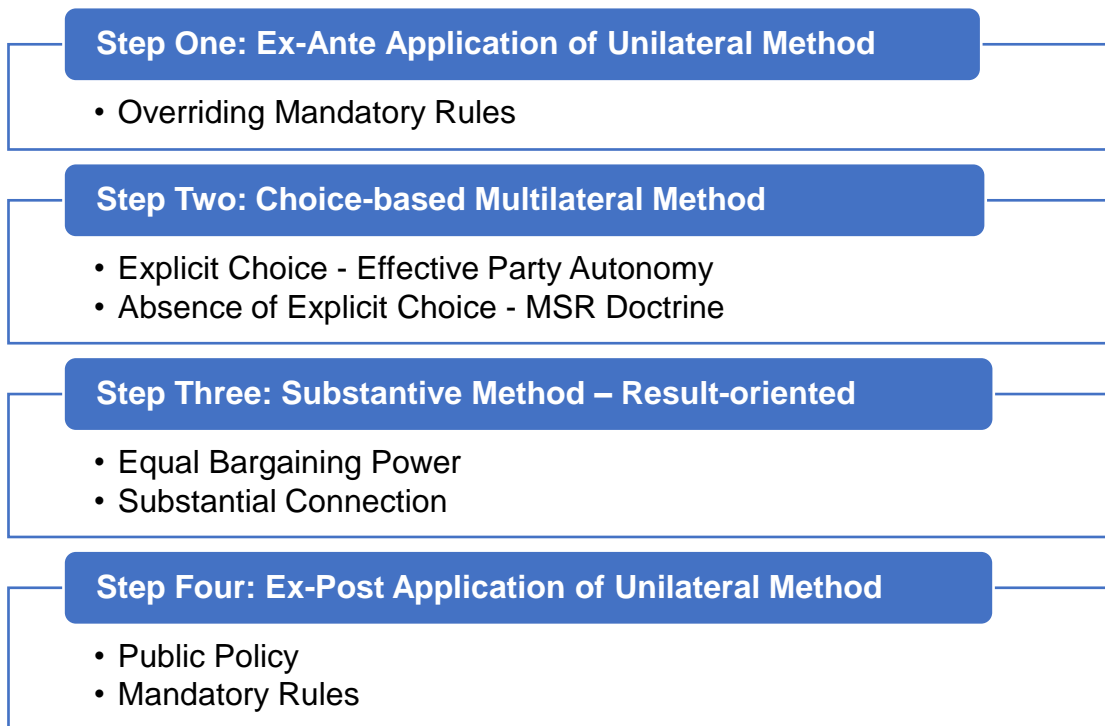 Step One: Ex-Ante Application of Unilateral Method
• Overriding Mandatory Rules
Step Two: Choice-based Multilateral Method
• Explicit Choice - Effective Party Autonomy
• Absence of Explicit Choice - MSR Doctrine
Step Three: Substantive Method – Result-oriented
• Equal Bargaining Power
• Substantial Connection
Step Four: Ex-Post Application of Unilateral Method
• Public Policy
• Mandatory Rules